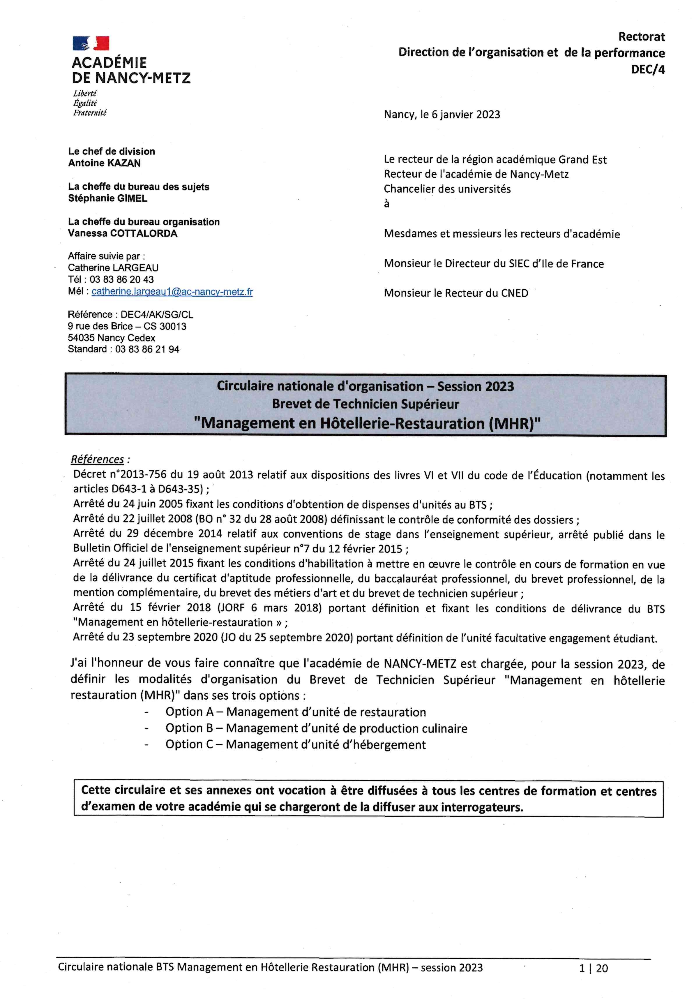 ACADÉMIE
DE NANCY-METZ
Liberté
Égalité
Fraternité
Rectorat
Direction de l'organisation et de la performance
DEC/4
Nancy, le 6 janvier 2023
Le chef de division
Antoine KAZAN
La cheffe du bureau des sujets
Stéphanie GIMEL
La cheffe du bureau organisation
Vanessa COTTALORDA
Affaire suivie par :
Catherine LARGEAU
Tél : 03 83 86 20 43
Mél : catherine.largeau1@ac-nancy-metz.fr
Référence : DEC4/AK/SG/CL
9 rue des Brice – CS 30013
54035 Nancy Cedex
Standard : 03 83 86 21 94
Le recteur de la région académique Grand Est
Recteur de l'académie de Nancy-Metz
Chancelier des universités
à
Mesdames et messieurs les recteurs d'académie
Monsieur le Directeur du SIEC d'Ile de France
Monsieur le Recteur du CNED
Circulaire nationale d'organisation – Session 2023
Brevet de Technicien Supérieur
"Management en Hôtellerie-Restauration (MHR)"
Références :
Décret n°2013-756 du 19 août 2013 relatif aux dispositions des livres VI et VII du code de l'Éducation (notamment les
articles D643-1 à D643-35) ;
Arrêté du 24 juin 2005 fixant les conditions d'obtention de dispenses d'unités au BTS ;
Arrêté du 22 juillet 2008 (BO n° 32 du 28 août 2008) définissant le contrôle de conformité des dossiers ;
Arrêté du 29 décembre 2014 relatif aux conventions de stage dans l'enseignement supérieur, arrêté publié dans le
Bulletin Officiel de l'enseignement supérieur n°7 du 12 février 2015 ;
Arrêté du 24 juillet 2015 fixant les conditions d'habilitation à mettre en œuvre le contrôle en cours de formation en vue
de la délivrance du certificat d'aptitude professionnelle, du baccalauréat professionnel, du brevet professionnel, de la
mention complémentaire, du brevet des métiers d'art et du brevet de technicien supérieur ;
Arrêté du 15 février 2018 (JORF 6 mars 2018) portant définition et fixant les conditions de délivrance du BTS
"Management en hôtellerie-restauration » ;
Arrêté du 23 septembre 2020 (JO du 25 septembre 2020) portant définition de l'unité facultative engagement étudiant.
J'ai l'honneur de vous faire connaître que l'académie de NANCY-METZ est chargée, pour la session 2023, de
définir les modalités d'organisation du Brevet de Technicien Supérieur "Management en hôtellerie
restauration (MHR)" dans ses trois options :
- Option A – Management d'unité de restauration
- Option B – Management d'unité de production culinaire
- Option C – Management d'unité d'hébergement
Cette circulaire et ses annexes ont vocation à être diffusées à tous les centres de formation et centres
d'examen de votre académie qui se chargeront de la diffuser aux interrogateurs.
Circulaire nationale BTS Management en Hôtellerie Restauration (MHR) – session 2023
1 | 20